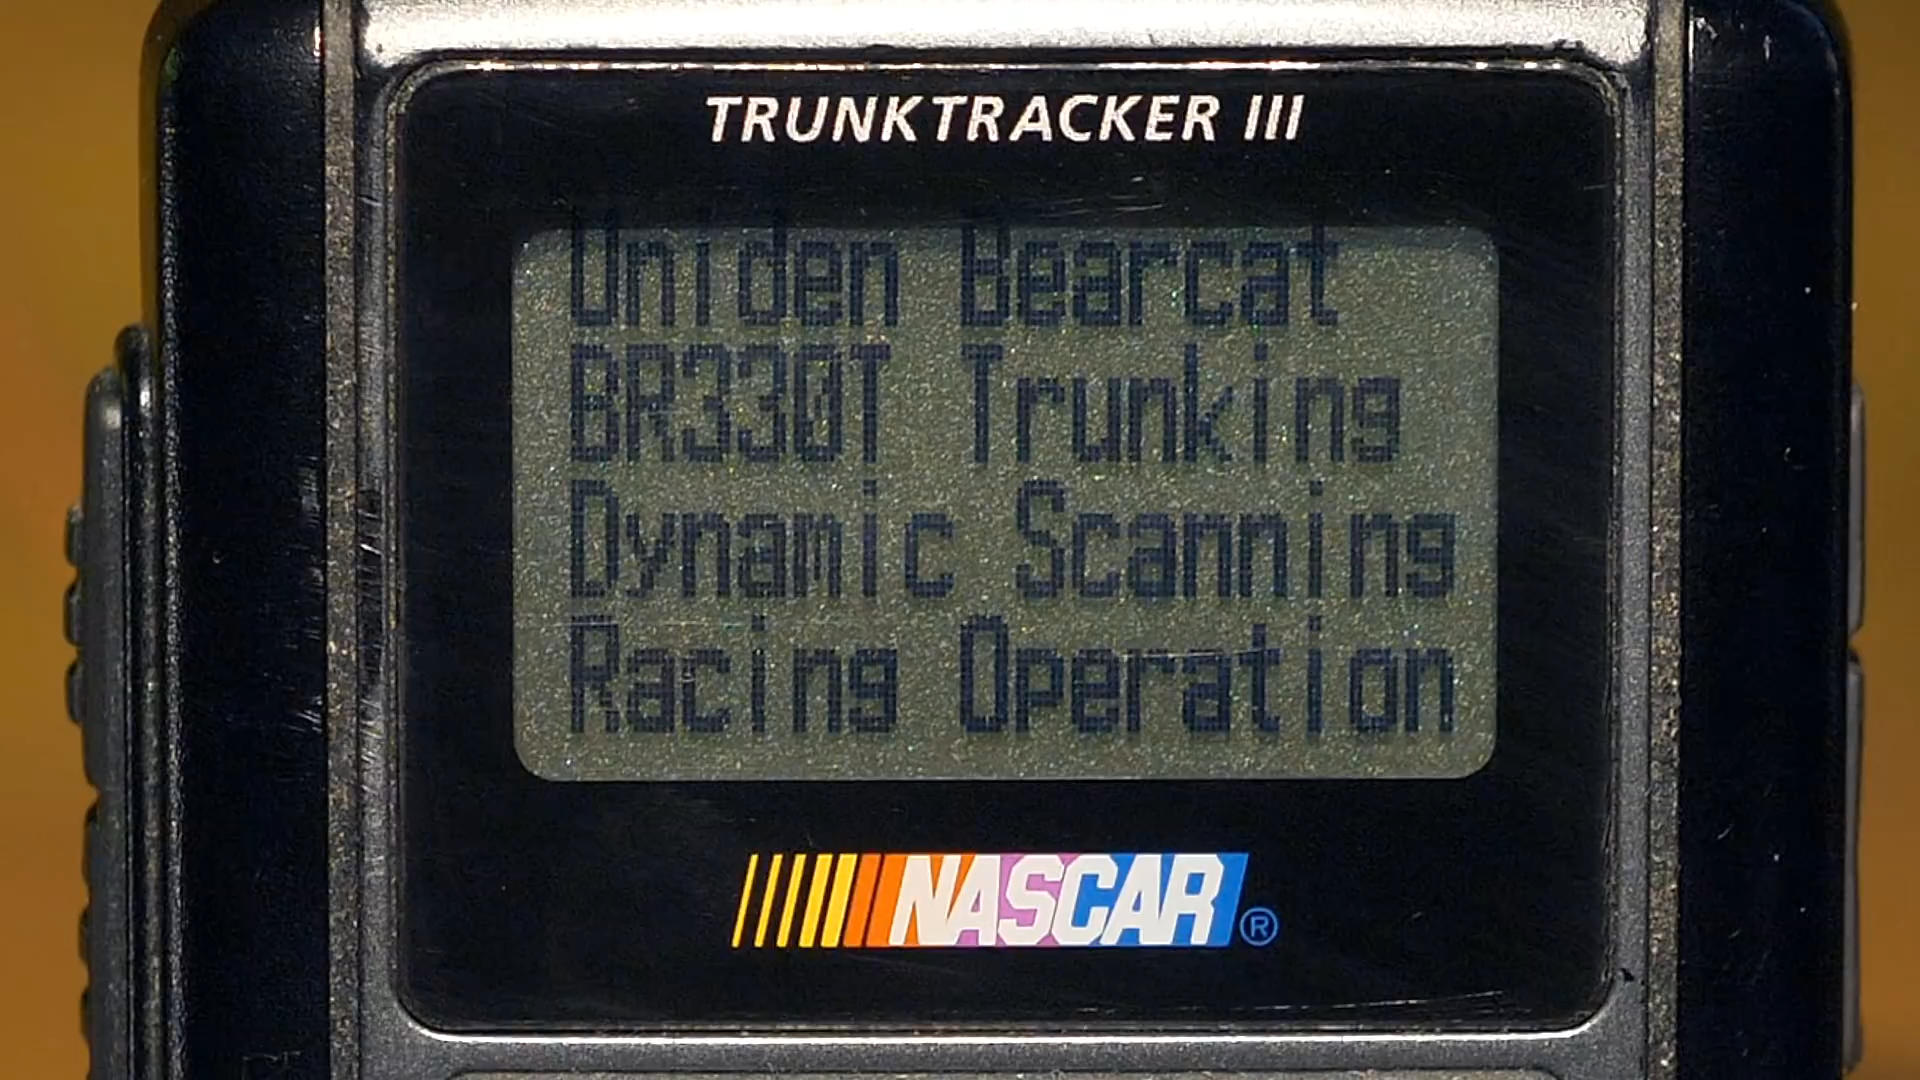 TRUNKTRACKER III
Uniden Bearcat
BR330T Trunking
Dynamic Scanning
Racing Operation
NASCAR®